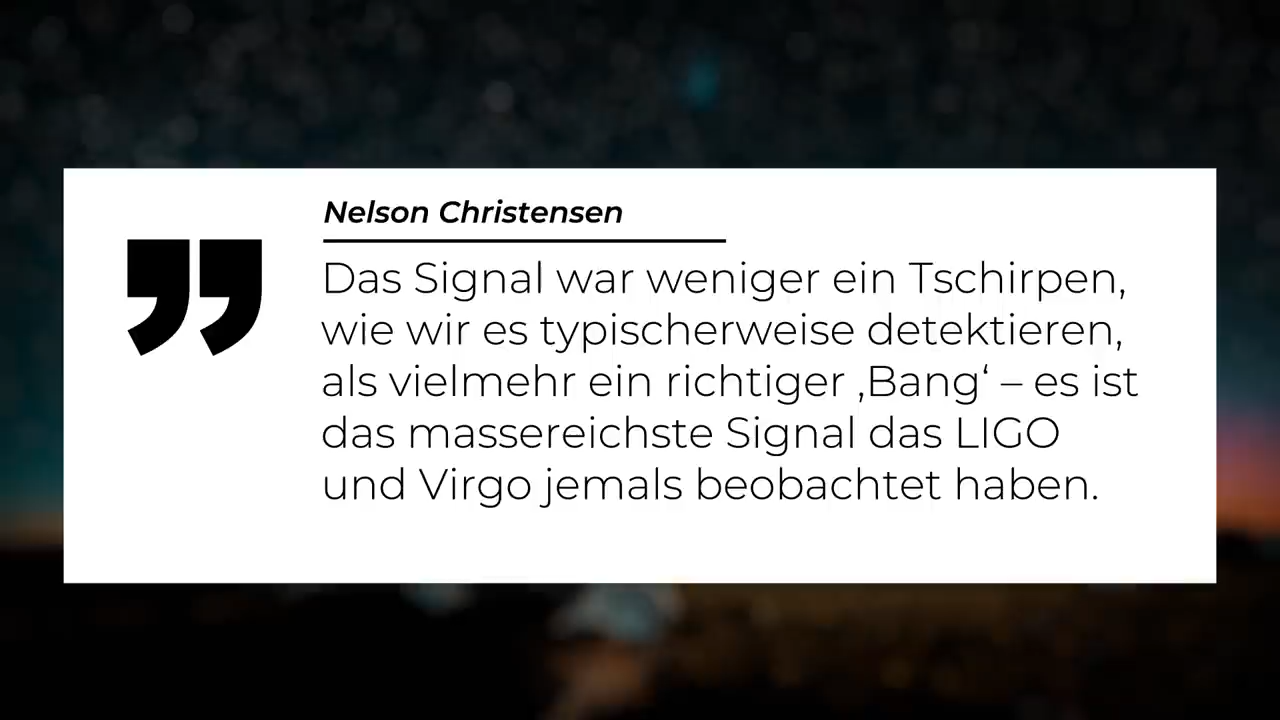 Nelson Christensen
Das Signal war weniger ein Tschirpen,
wie wir es typischerweise detektieren,
als vielmehr ein richtiger ‚Bang‘ – es ist
das massereichste Signal das LIGO
und Virgo jemals beobachtet haben.